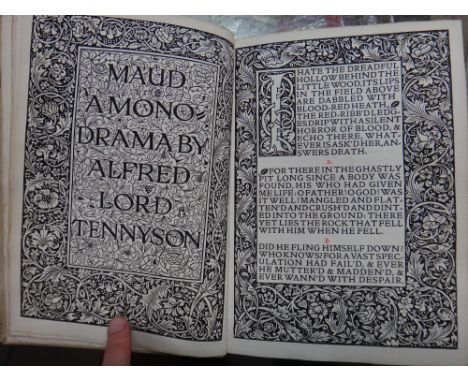 MAUD
A MONO-
DRAMA BY
ALFRED
LORD
TENNYSON
I HATE THE DREADFUL
HOLLOW BEHIND THE
LITTLE WOOD, ITS LIPS
IN THE FIELD ABOVE
ARE DABBLED WITH
BLOOD-RED HEATH,
THE RED-RIBB'D LEDG-
ES DRIP WITH A SILENT
HORROR OF BLOOD, &
ECHO THERE, WHAT-
EVER IS ASK'D HER, AN-
SWERS DEATH.
2.
FOR THERE IN THE GHASTLY
PIT LONG SINCE A BODY WAS
FOUND, HIS WHO HAD GIVEN
ME LIFE—O FATHER! O GOD! WAS
IT WELL? MANGLED AND FLAT-
TEN'D AND CRUSH'D AND DINT-
ED INTO THE GROUND: THERE
YET LIES THE ROCK THAT FELL
WITH HIM WHEN HE FELL.
3.
DID HE FLING HIMSELF DOWN?
WHO KNOWS? FOR A VAST SPEC-
ULATION HAD FAIL'D, & EVER
HE MUTTER'D & MADDEN'D, &
EVER WANN'D WITH DESPAIR,